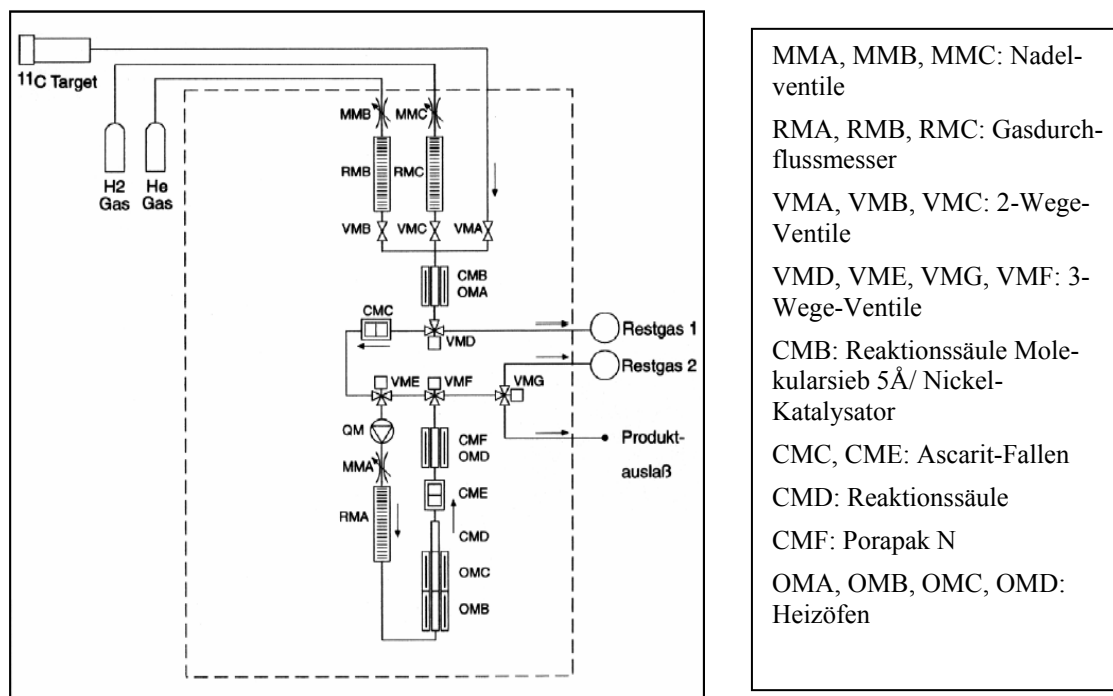 11C Target
H2
Gas
He
Gas
MMB
MMC
RMB
RMC
VMB
VMC
VMA
CMB
OMA
CMC
VMD
Restgas 1
Restgas 2
VME
VMF
VMG
QM
CMF
OMD
Produkt-
auslaß
MMA
CME
RMA
CMD
OMC
OMB
MMA, MMB, MMC: Nadel-
ventile
RMA, RMB, RMC: Gasdurch-
flussmesser
VMA, VMB, VMC: 2-Wege-
Ventile
VMD, VME, VMG, VMF: 3-
Wege-Ventile
CMB: Reaktionssäule Mole-
kularsieb 5Å/ Nickel-
Katalysator
CMC, CME: Ascarit-Fallen
CMD: Reaktionssäule
CMF: Porapak N
OMA, OMB, OMC, OMD:
Heizöfen